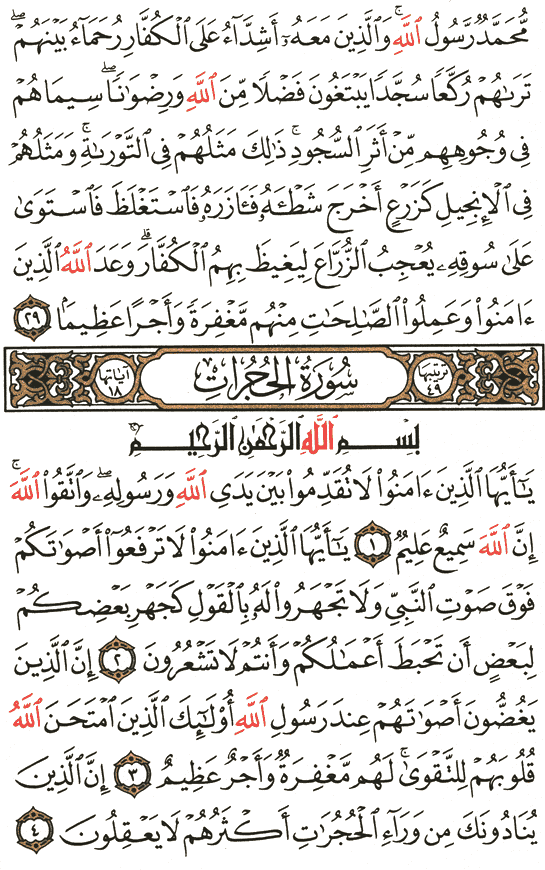 مُّحَمَّدٌ رَّسُولُ ٱللَّهِ ۚ وَٱلَّذِينَ مَعَهُۥٓ أَشِدَّآءُ عَلَى ٱلْكُفَّارِ رُحَمَآءُ بَيْنَهُمْ ۖ
تَرَىٰهُمْ رُكَّعًا سُجَّدًا يَبْتَغُونَ فَضْلًا مِّنَ ٱللَّهِ وَرِضْوَٰنًا ۖ سِيمَاهُمْ
فِى وُجُوهِهِم مِّنْ أَثَرِ ٱلسُّجُودِ ۚ ذَٰلِكَ مَثَلُهُمْ فِى ٱلتَّوْرَىٰةِ ۚ وَمَثَلُهُمْ
فِى ٱلْإِنجِيلِ كَزَرْعٍ أَخْرَجَ شَطْـَٔهُۥ فَـَٔازَرَهُۥ فَٱسْتَغْلَظَ فَٱسْتَوَىٰ
عَلَىٰ سُوقِهِۦ يُعْجِبُ ٱلزُّرَّاعَ لِيَغِيظَ بِهِمُ ٱلْكُفَّارَ ۗ وَعَدَ ٱللَّهُ ٱلَّذِينَ
ءَامَنُوا۟ وَعَمِلُوا۟ ٱلصَّـٰلِحَـٰتِ مِنْهُم مَّغْفِرَةً وَأَجْرًا عَظِيمًۢا ٢٩
ترتيبها ٤٩ سُورَةُ الحُجُرَاتِ آياتها ١٨
بِسْمِ ٱللَّهِ ٱلرَّحْمَـٰنِ ٱلرَّحِيمِ
يَـٰٓأَيُّهَا ٱلَّذِينَ ءَامَنُوا۟ لَا تُقَدِّمُوا۟ بَيْنَ يَدَىِ ٱللَّهِ وَرَسُولِهِۦ ۖ وَٱتَّقُوا۟ ٱللَّهَ ۚ
إِنَّ ٱللَّهَ سَمِيعٌ عَلِيمٌ ١ يَـٰٓأَيُّهَا ٱلَّذِينَ ءَامَنُوا۟ لَا تَرْفَعُوٓا۟ أَصْوَٰتَكُمْ
فَوْقَ صَوْتِ ٱلنَّبِىِّ وَلَا تَجْهَرُوا۟ لَهُۥ بِٱلْقَوْلِ كَجَهْرِ بَعْضِكُمْ
لِبَعْضٍ أَن تَحْبَطَ أَعْمَـٰلُكُمْ وَأَنتُمْ لَا تَشْعُرُونَ ٢ إِنَّ ٱلَّذِينَ
يَغُضُّونَ أَصْوَٰتَهُمْ عِندَ رَسُولِ ٱللَّهِ أُو۟لَـٰٓئِكَ ٱلَّذِينَ ٱمْتَحَنَ ٱللَّهُ
قُلُوبَهُمْ لِلتَّقْوَىٰ ۚ لَهُم مَّغْفِرَةٌ وَأَجْرٌ عَظِيمٌ ٣ إِنَّ ٱلَّذِينَ
يُنَادُونَكَ مِن وَرَآءِ ٱلْحُجُرَٰتِ أَكْثَرُهُمْ لَا يَعْقِلُونَ ٤